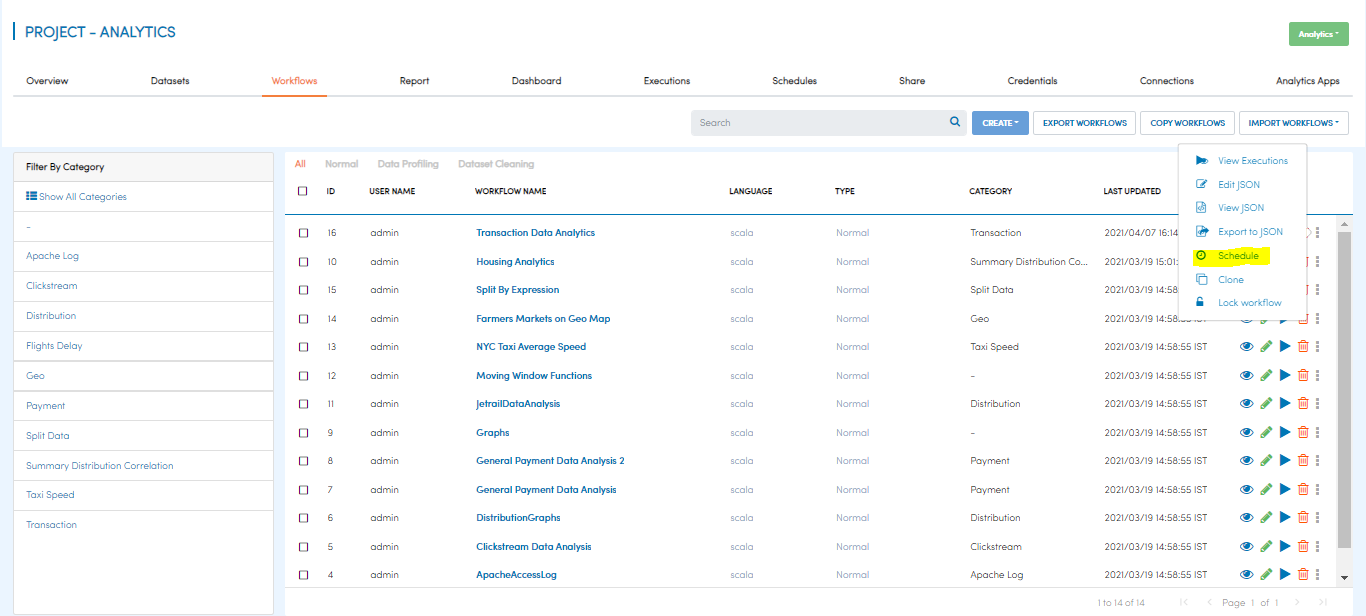 PROJECT - ANALYTICS
Analytics
Overview Datasets Workflows Report Dashboard Executions Schedules Share Credentials Connections Analytics Apps
Search CREATE EXPORT WORKFLOWS COPY WORKFLOWS IMPORT WORKFLOWS
Filter By Category
Show All Categories
-
Apache Log
Clickstream
Distribution
Flights Delay
Geo
Payment
Split Data
Summary Distribution Correlation
Taxi Speed
Transaction
All Normal Data Profiling Dataset Cleaning
ID USER NAME WORKFLOW NAME LANGUAGE TYPE CATEGORY LAST UPDATED
16 admin Transaction Data Analytics scala Normal Transaction 2021/04/07 16:14
10 admin Housing Analytics scala Normal Summary Distribution Co... 2021/03/19 15:01:
15 admin Split By Expression scala Normal Split Data 2021/03/19 14:58
14 admin Farmers Markets on Geo Map scala Normal Geo 2021/03/19 14:58:55 IST
13 admin NYC Taxi Average Speed scala Normal Taxi Speed 2021/03/19 14:58:55 IST
12 admin Moving Window Functions scala Normal - 2021/03/19 14:58:55 IST
11 admin JetrailDataAnalysis scala Normal Distribution 2021/03/19 14:58:55 IST
9 admin Graphs scala Normal - 2021/03/19 14:58:55 IST
8 admin General Payment Data Analysis 2 scala Normal Payment 2021/03/19 14:58:55 IST
7 admin General Payment Data Analysis scala Normal Payment 2021/03/19 14:58:55 IST
6 admin DistributionGraphs scala Normal Distribution 2021/03/19 14:58:55 IST
5 admin Clickstream Data Analysis scala Normal Clickstream 2021/03/19 14:58:55 IST
4 admin ApacheAccessLog scala Normal Apache Log 2021/03/19 14:58:55 IST
View Executions
Edit JSON
View JSON
Export to JSON
Schedule
Clone
Lock workflow
1 to 14 of 14 Page 1 of 1